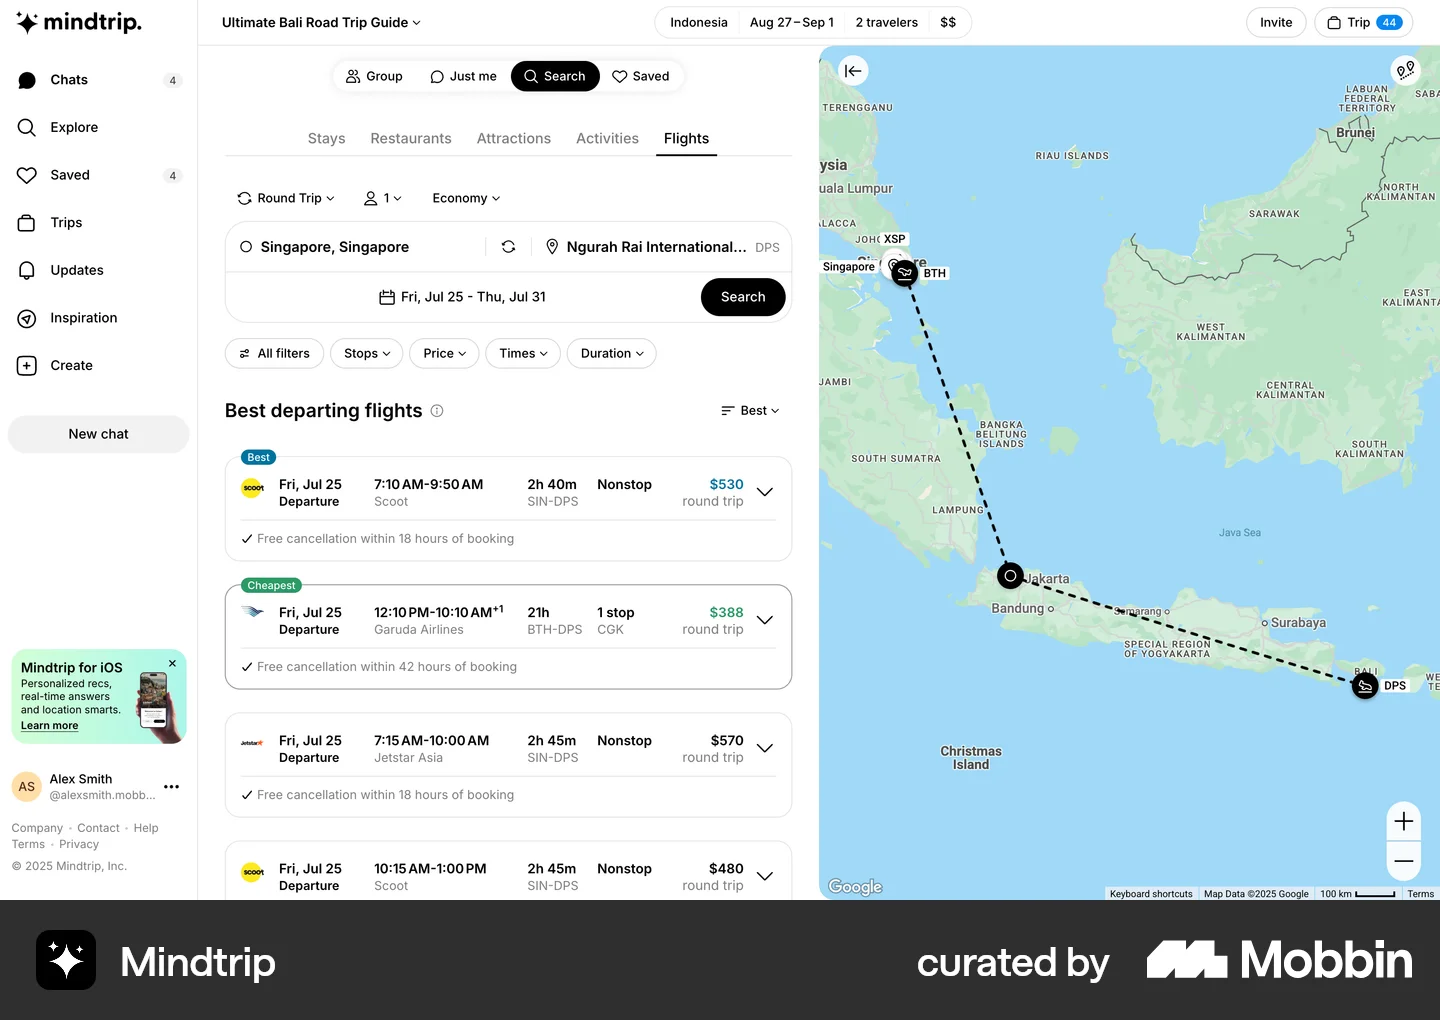 mindtrip.
Ultimate Bali Road Trip Guide
Indonesia
Aug 27 – Sep 1
2 travelers
$$
Invite
Trip 44
Chats 4
Explore
Saved 4
Trips
Updates
Inspiration
Create
New chat
Mindtrip for iOS
Personalized recs,
real-time answers
and location smarts.
Learn more
AS
Alex Smith
@alexsmith.mobb...
Company · Contact · Help
Terms · Privacy
© 2025 Mindtrip, Inc.
Group
Just me
Search
Saved
Stays
Restaurants
Attractions
Activities
Flights
Round Trip
1
Economy
Singapore, Singapore
Ngurah Rai International... DPS
Fri, Jul 25 - Thu, Jul 31
Search
All filters
Stops
Price
Times
Duration
Best departing flights
Best
Best
scoot
Fri, Jul 25 7:10 AM-9:50 AM 2h 40m Nonstop $530
Departure Scoot SIN-DPS round trip
Free cancellation within 18 hours of booking
Cheapest
Fri, Jul 25 12:10 PM-10:10 AM+1 21h 1 stop $388
Departure Garuda Airlines BTH-DPS CGK round trip
Free cancellation within 42 hours of booking
Jetstar
Fri, Jul 25 7:15 AM-10:00 AM 2h 45m Nonstop $570
Departure Jetstar Asia SIN-DPS round trip
Free cancellation within 18 hours of booking
scoot
Fri, Jul 25 10:15 AM-1:00 PM 2h 45m Nonstop $480
Departure Scoot SIN-DPS round trip
TERENGGANU
LABUAN
FEDERAL
TERRITORY
SABA
Brunei
RIAU ISLANDS
ysia
uala Lumpur
NORTH
KALIMANTAN
SARAWAK
ALACCA
JOHO
XSP
Singapore
BTH
EAST
KALIMANTA
WEST
KALIMANTAN
CENTRAL
KALIMANTAN
JAMBI
BANGKA
BELITUNG
ISLANDS
SOUTH
KALIMANTAN
SOUTH SUMATRA
LAMPUNG
Java Sea
Jakarta
Bandung
Semarang
Surabaya
SPECIAL REGION
OF YOGYAKARTA
BALI
DPS
WE
TE
Christmas
Island
Google
Keyboard shortcuts
Map Data ©2025 Google
100 km
Terms
Mindtrip
curated by
Mobbin